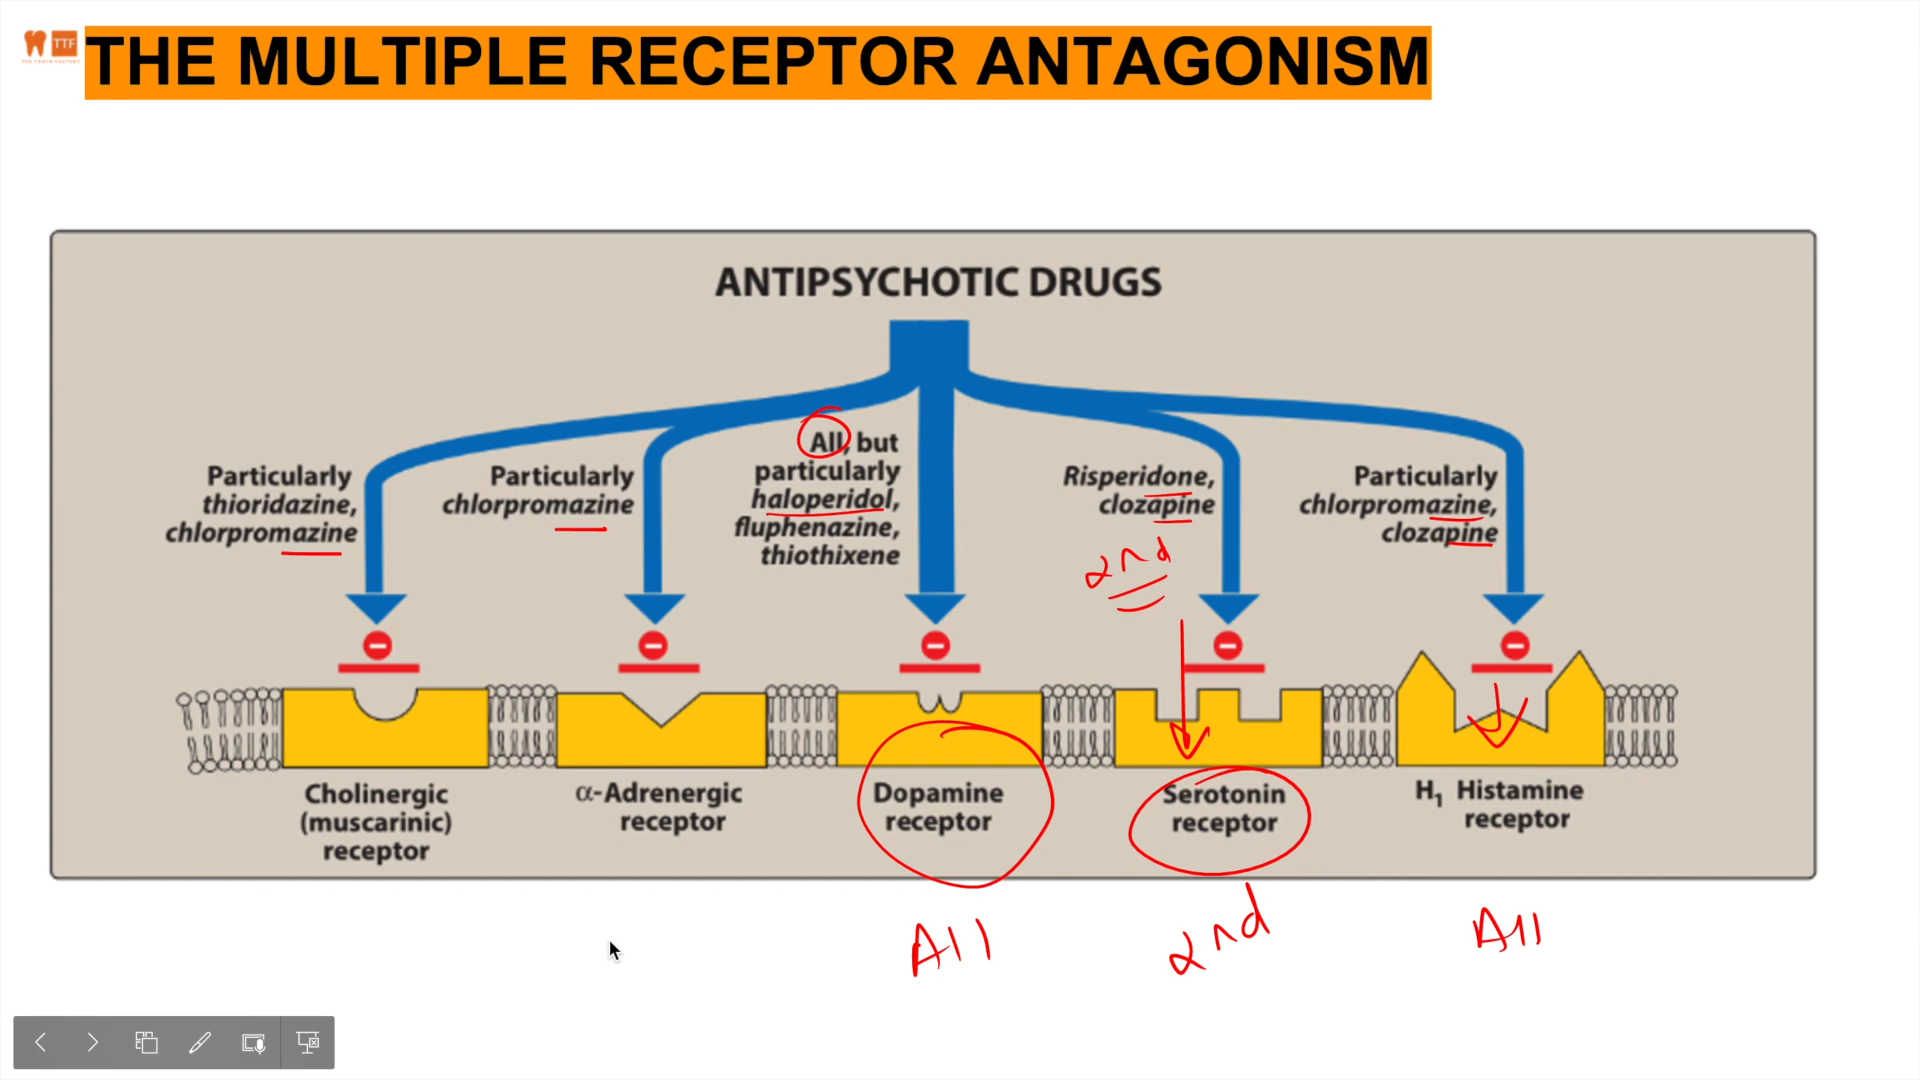 TTF
THE MULTIPLE RECEPTOR ANTAGONISM
ANTIPSYCHOTIC DRUGS
Particularly
thioridazine,
chlorpromazine
Particularly
chlorpromazine
All, but
particularly
haloperidol,
fluphenazine,
thiothixene
Risperidone,
clozapine
2nd
Particularly
chlorpromazine,
clozapine
Cholinergic
(muscarinic)
receptor
α-Adrenergic
receptor
Dopamine
receptor
Serotonin
receptor
H1 Histamine
receptor
All
2nd
All